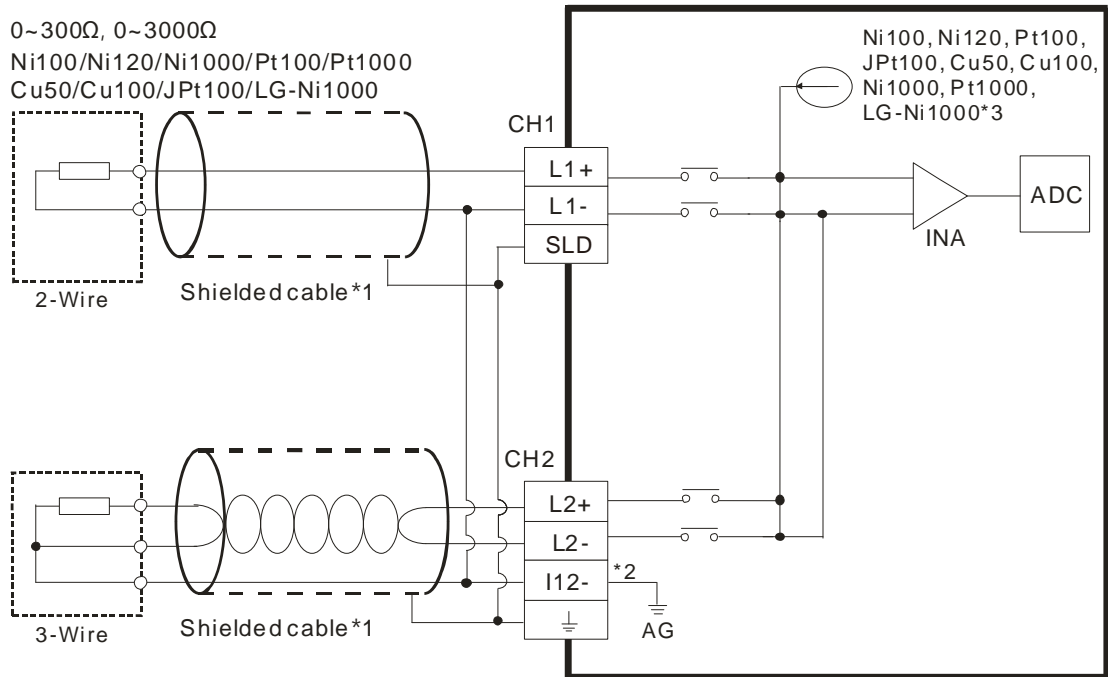 0~300Ω, 0~3000Ω
Ni100/Ni120/Ni1000/Pt100/Pt1000
Cu50/Cu100/JPt100/LG-Ni1000
Ni100, Ni120, Pt100,
JPt100, Cu50, Cu100,
Ni1000, Pt1000,
LG-Ni1000*3
CH1
L1+
L1-
SLD
INA
ADC
2-Wire
Shielded cable*1
CH2
L2+
L2-
I12-
*2
AG
3-Wire
Shielded cable*1